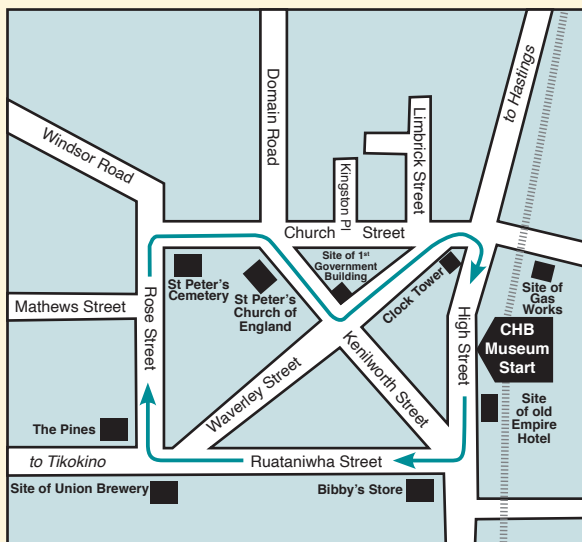 to Hastings
Domain Road
Limbrick Street
Windsor Road
Kingston Pl
Church Street
Site of 1st
Government
Building
St Peter's
Cemetery
St Peter's
Church of
England
Clock Tower
Site of
Gas
Works
Mathews Street
Rose Street
High Street
CHB
Museum
Start
Kenilworth Street
Waverley Street
Site
of old
Empire
Hotel
The Pines
to Tikokino
Ruataniwha Street
Site of Union Brewery
Bibby's Store